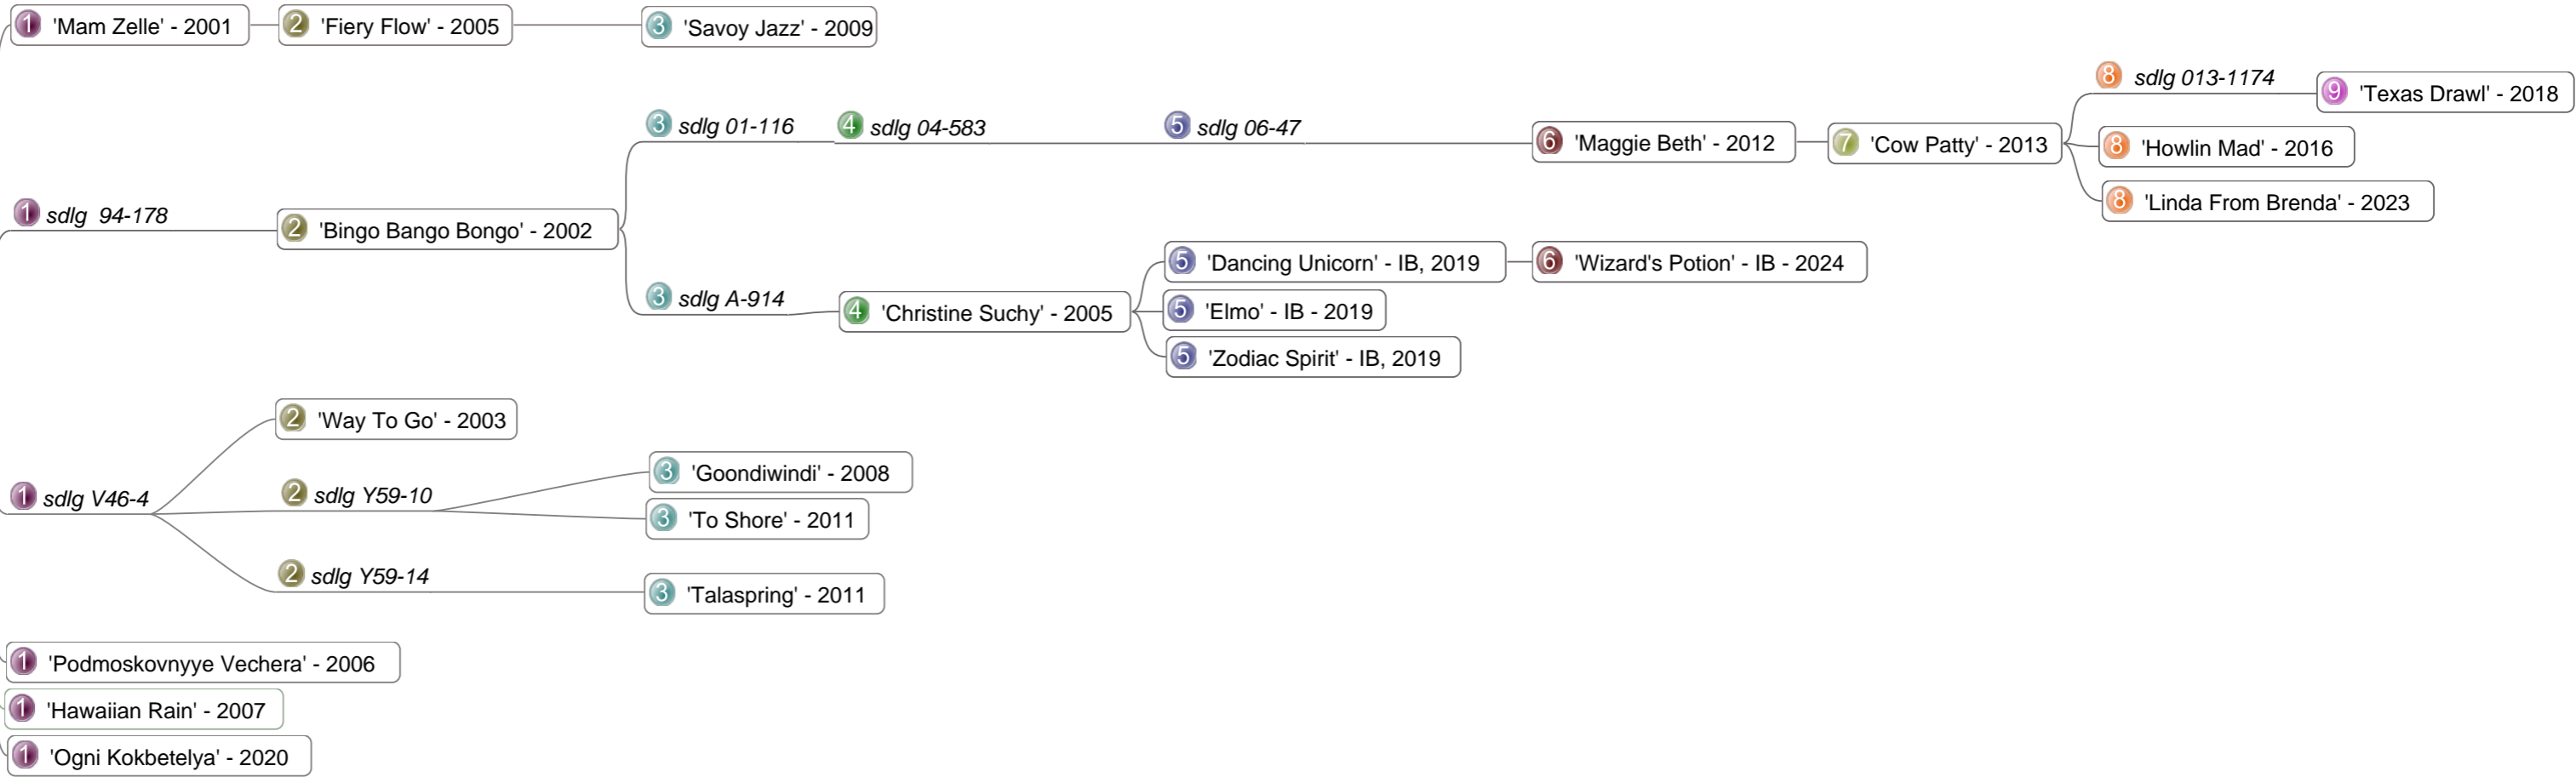 1 'Mam Zelle' - 2001
2 'Fiery Flow' - 2005
3 'Savoy Jazz' - 2009
1 sdlg  94-178
2 'Bingo Bango Bongo' - 2002
3 sdlg 01-116
4 sdlg 04-583
5 sdlg 06-47
6 'Maggie Beth' - 2012
7 'Cow Patty' - 2013
8 sdlg 013-1174
9 'Texas Drawl' - 2018
8 'Howlin Mad' - 2016
8 'Linda From Brenda' - 2023
3 sdlg A-914
4 'Christine Suchy' - 2005
5 'Dancing Unicorn' - IB, 2019
6 'Wizard's Potion' - IB - 2024
5 'Elmo' - IB - 2019
5 'Zodiac Spirit' - IB, 2019
1 sdlg V46-4
2 'Way To Go' - 2003
2 sdlg Y59-10
3 'Goondiwindi' - 2008
3 'To Shore' - 2011
2 sdlg Y59-14
3 'Talaspring' - 2011
1 'Podmoskovnyye Vechera' - 2006
1 'Hawaiian Rain' - 2007
1 'Ogni Kokbetelya' - 2020